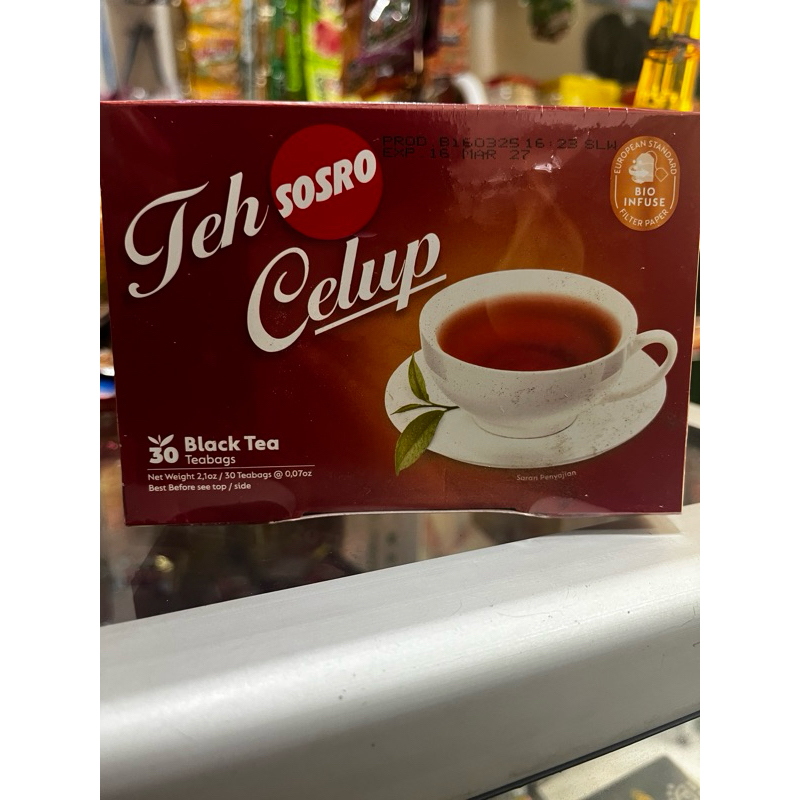 PROD B160325 16:23 SLW
EXP 16 MAR 27
Teh SOSRO
Celup
EUROPEAN STANDARD
BIO
INFUSE
FILTER PAPER
30 Black Tea
Teabags
Net Weight 2,1oz / 30 Teabags @ 0,07oz
Best Before see top / side
Saran Penyajian